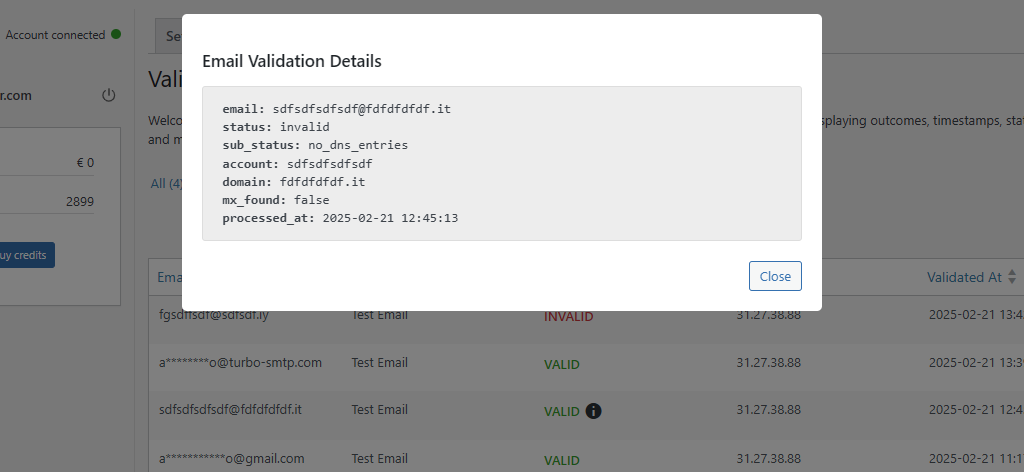 Account connected
Email Validation Details
r.com
email: sdfsdfsdfsdf@fdfdfdfdf.it
status: invalid
sub_status: no_dns_entries
account: sdfsdfsdfsdf
domain: fdfdfdfdf.it
mx_found: false
processed_at: 2025-02-21 12:45:13
Welco
splaying outcomes, timestamps, sta
and m
€ 0
All (4)
2899
uy credits
Close
Ema
Validated At
fgsdffsdf@sdfsdf.iy Test Email INVALID 31.27.38.88 2025-02-21 13:4
a********o@turbo-smtp.com Test Email VALID 31.27.38.88 2025-02-21 13:3
sdfsdfsdfsdf@fdfdfdfdf.it Test Email VALID 31.27.38.88 2025-02-21 12:4
a***********o@gmail.com Test Email VALID 31.27.38.88 2025-02-21 11:1